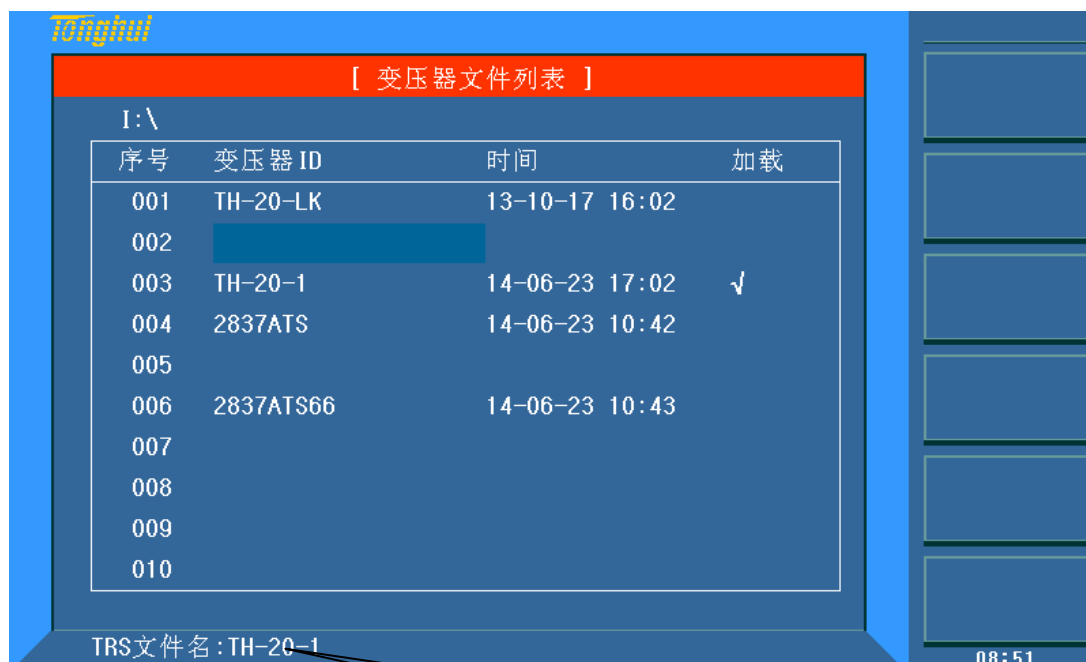 Tonghui
[ 变压器文件列表 ]
I:\
序号 变压器ID 时间 加载
001 TH-20-LK 13-10-17 16:02
002
003 TH-20-1 14-06-23 17:02 √
004 2837ATS 14-06-23 10:42
005
006 2837ATS66 14-06-23 10:43
007
008
009
010
TRS文件名:TH-20-1
08:51